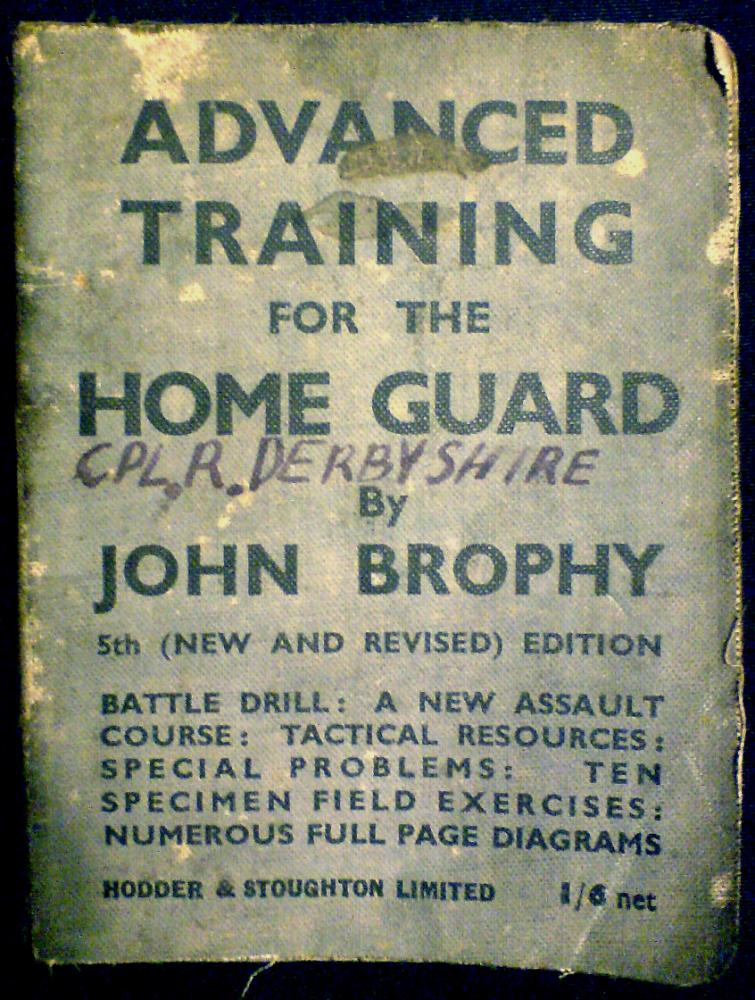 ADVANCED
TRAINING
FOR THE
HOME GUARD
CPL. R. DERBYSHIRE
By
JOHN BROPHY
5th (NEW AND REVISED) EDITION
BATTLE DRILL: A NEW ASSAULT
COURSE: TACTICAL RESOURCES:
SPECIAL PROBLEMS: TEN
SPECIMEN FIELD EXERCISES:
NUMEROUS FULL PAGE DIAGRAMS
HODDER & STOUGHTON LIMITED 1/6 net